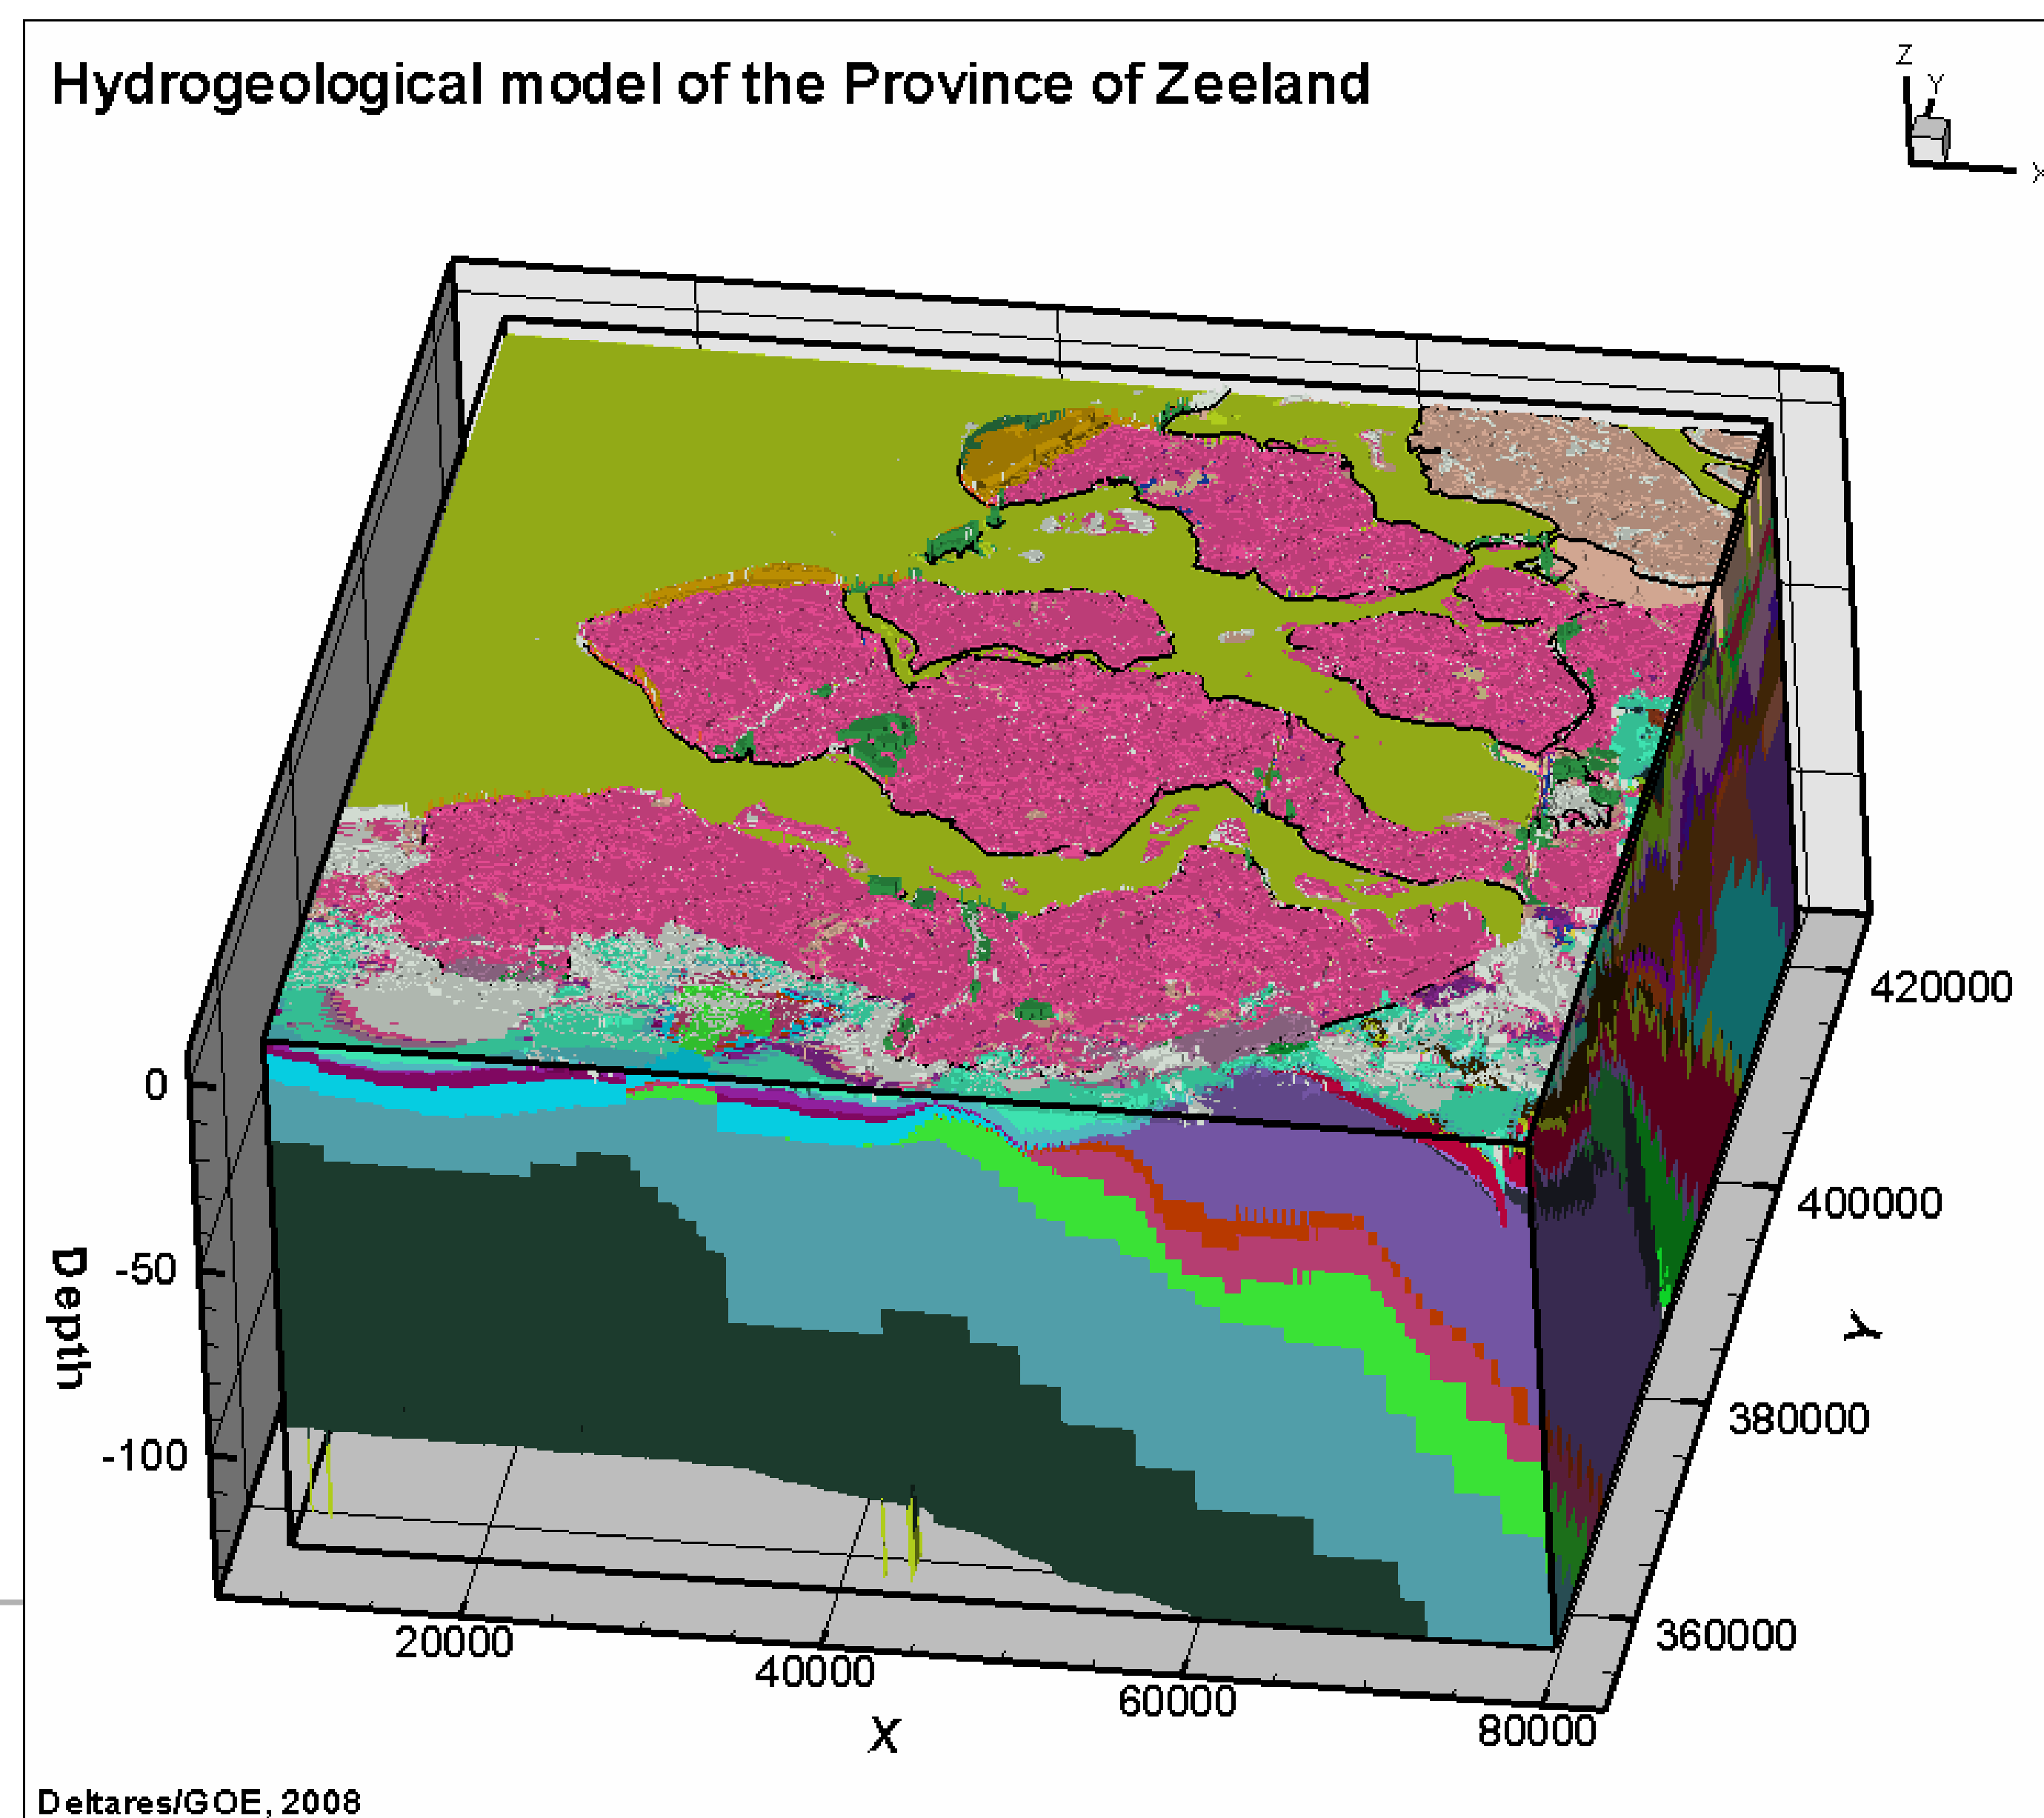 Hydrogeological model of the Province of Zeeland
Z
Y
X
0
-50
-100
Depth
20000
40000
60000
80000
X
420000
400000
380000
360000
Y
Deltares/GOE, 2008